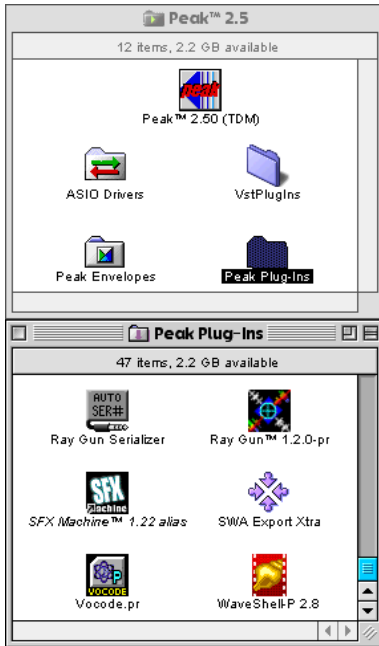 Peak™ 2.5
12 items, 2.2 GB available
peak
Peak™ 2.50 (TDM)
ASIO Drivers
VstPlugIns
Peak Envelopes
Peak Plug-Ins
Peak Plug-Ins
47 items, 2.2 GB available
AUTO
SER#
Ray Gun Serializer
Ray Gun™ 1.2.0-pr
SFX
Machine
SFX Machine™ 1.22 alias
SWA Export Xtra
P
VOCODE
Vocode.pr
WaveShell-P 2.8